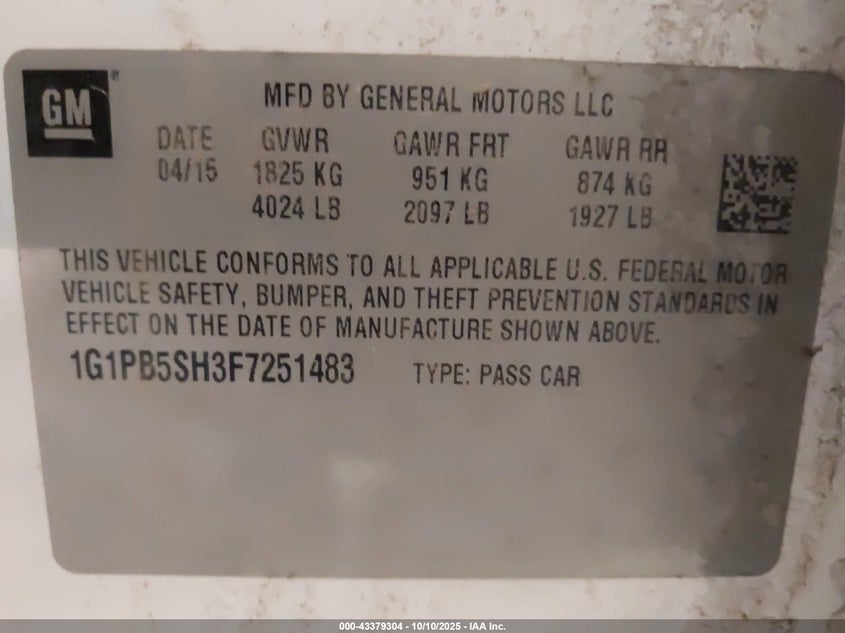 GM®
MFD BY GENERAL MOTORS LLC
DATE GVWR GAWR FRT GAWR RR
04/15 1825 KG 951 KG 874 KG
4024 LB 2097 LB 1927 LB
THIS VEHICLE CONFORMS TO ALL APPLICABLE U.S. FEDERAL MOTOR
VEHICLE SAFETY, BUMPER, AND THEFT PREVENTION STANDARDS IN
EFFECT ON THE DATE OF MANUFACTURE SHOWN ABOVE.
1G1PB5SH3F7251483 TYPE: PASS CAR
000-43379304 - 10/10/2025 - IAA Inc.